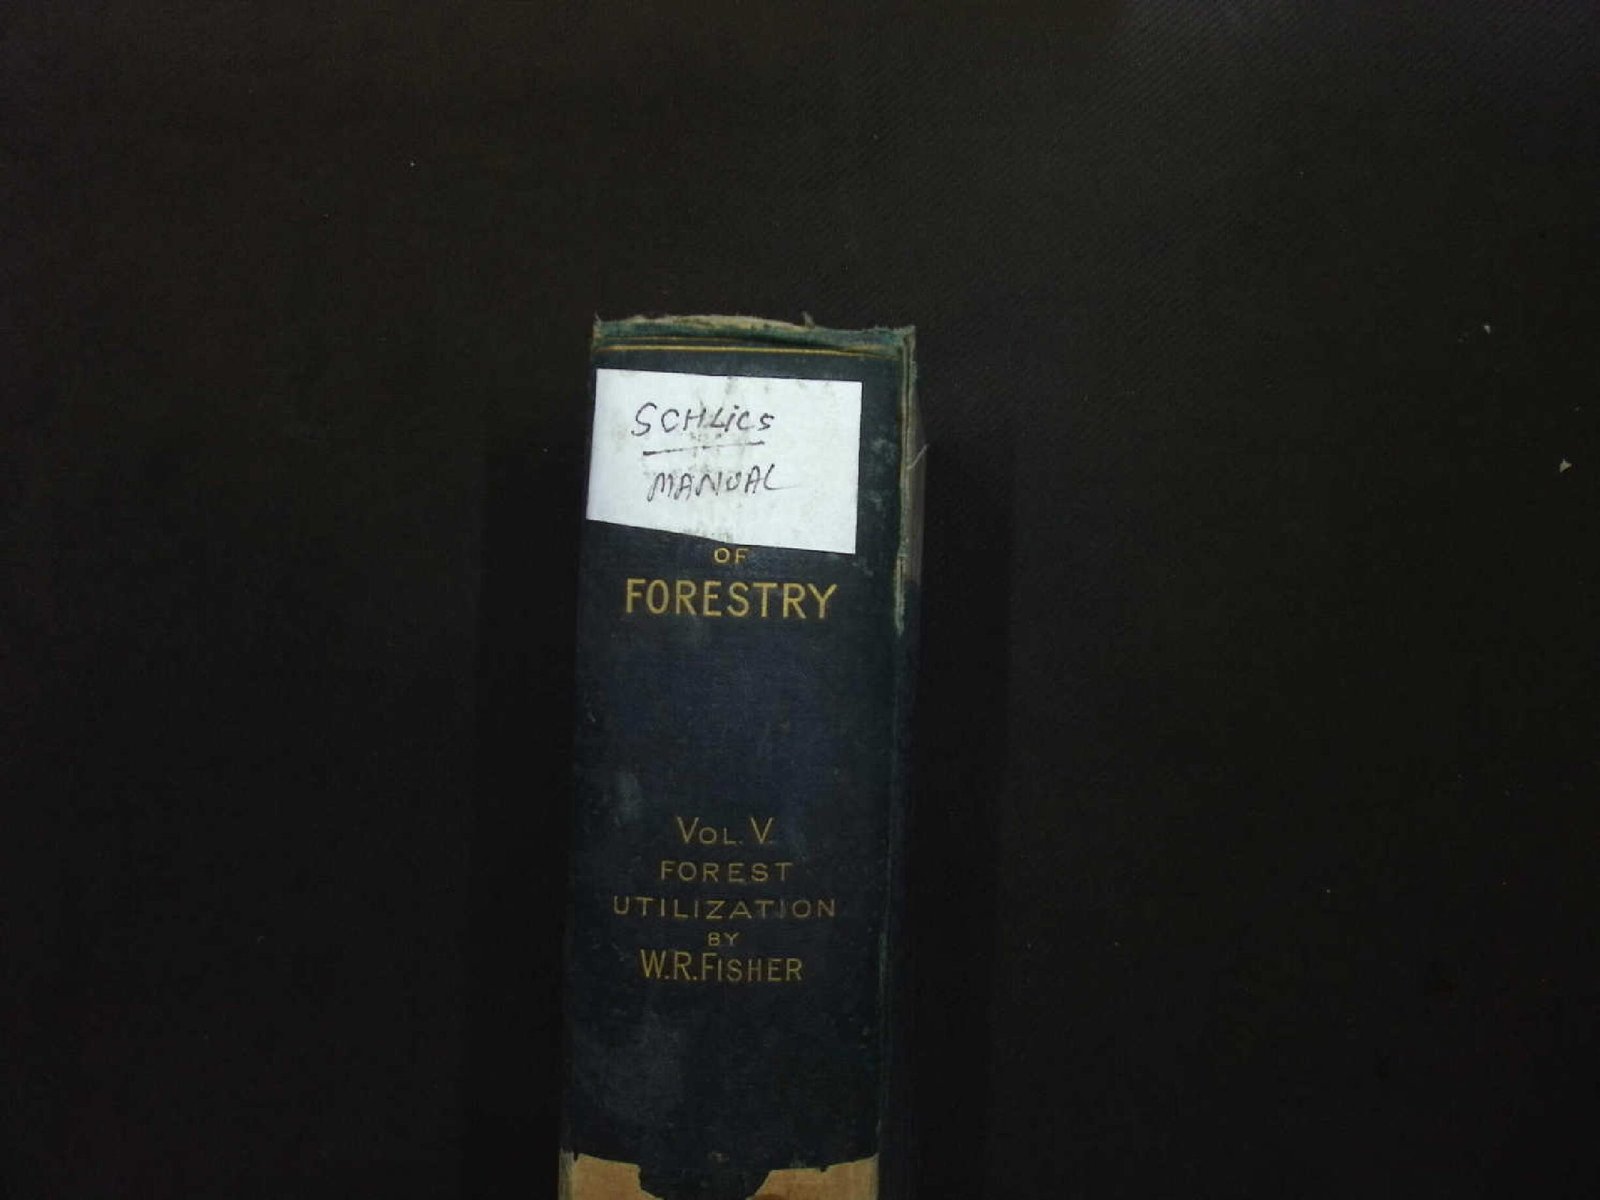 SCHLiCs
MANUAL
OF
FORESTRY
VOL. V.
FOREST
UTILIZATION
BY
W.R.FISHER